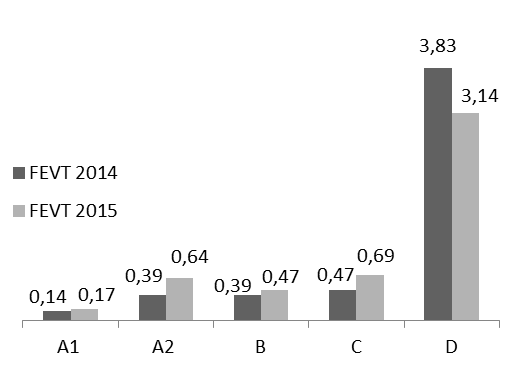 3,83
3,14
FEVT 2014
FEVT 2015
0,14 0,17 0,39 0,64 0,39 0,47 0,47 0,69
A1 A2 B C D